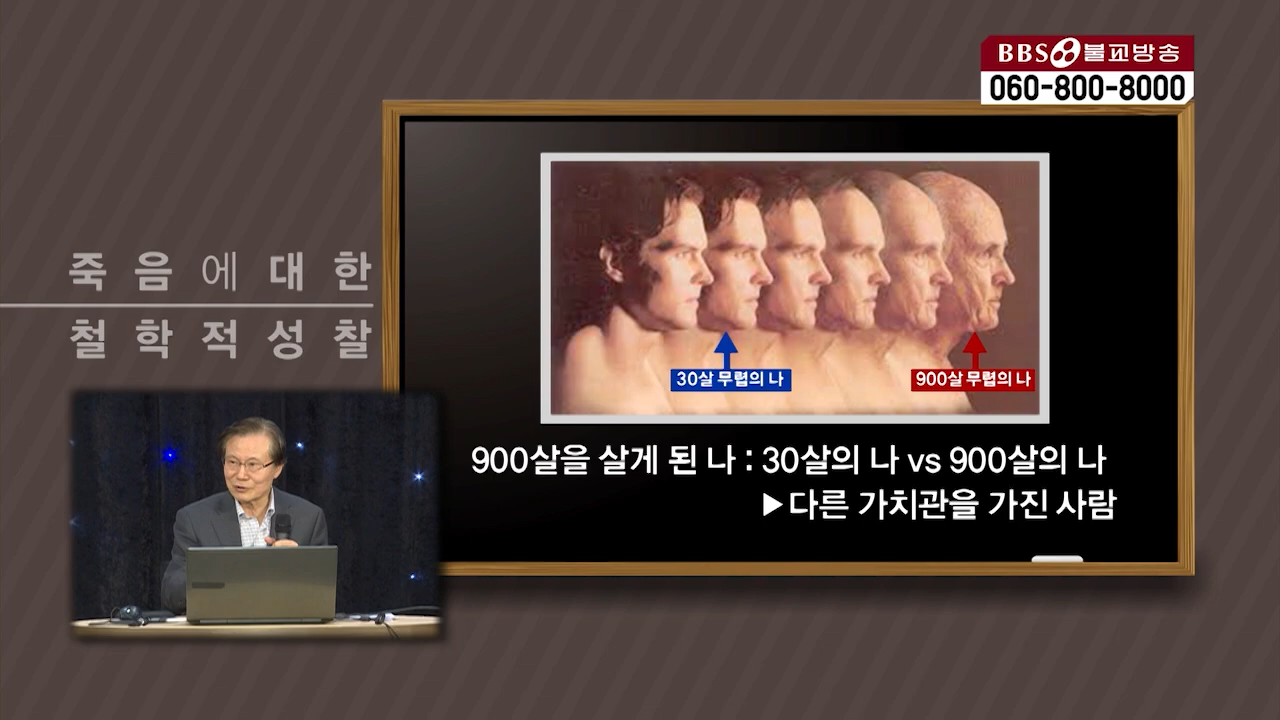 BBS 불교방송
060-800-8000
죽음에 대한
철학적성찰
30살 무렵의 나
900살 무렵의 나
900살을 살게 된 나 : 30살의 나 vs 900살의 나
▶다른 가치관을 가진 사람